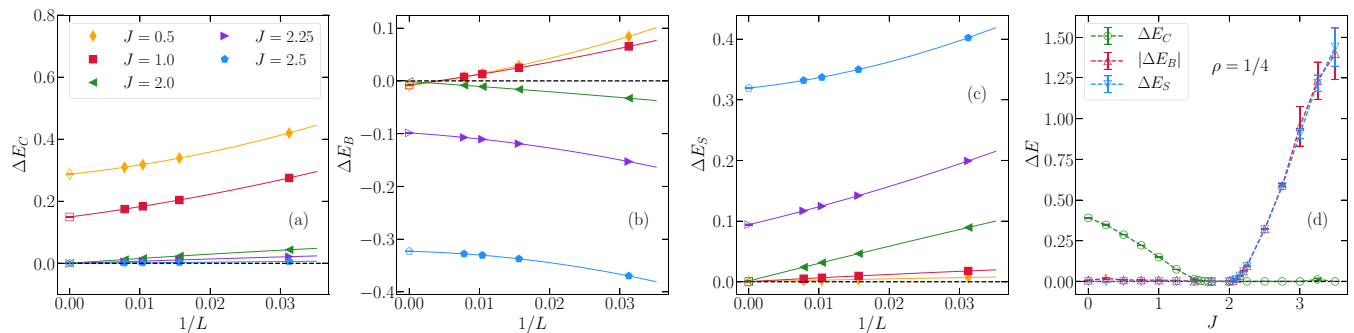 0.8
0.6
0.4
0.2
0.0
ΔE_C
J = 0.5
J = 1.0
J = 2.0
J = 2.25
J = 2.5
(a)
0.00 0.01 0.02 0.03
1/L
0.1
0.0
−0.1
−0.2
−0.3
−0.4
ΔE_B
(b)
0.00 0.01 0.02 0.03
1/L
0.4
0.3
0.2
0.1
0.0
ΔE_S
(c)
0.00 0.01 0.02 0.03
1/L
1.50
1.25
1.00
0.75
0.50
0.25
0.00
ΔE
ΔE_C
|ΔE_B|
ΔE_S
ρ = 1/4
(d)
0 1 2 3
J